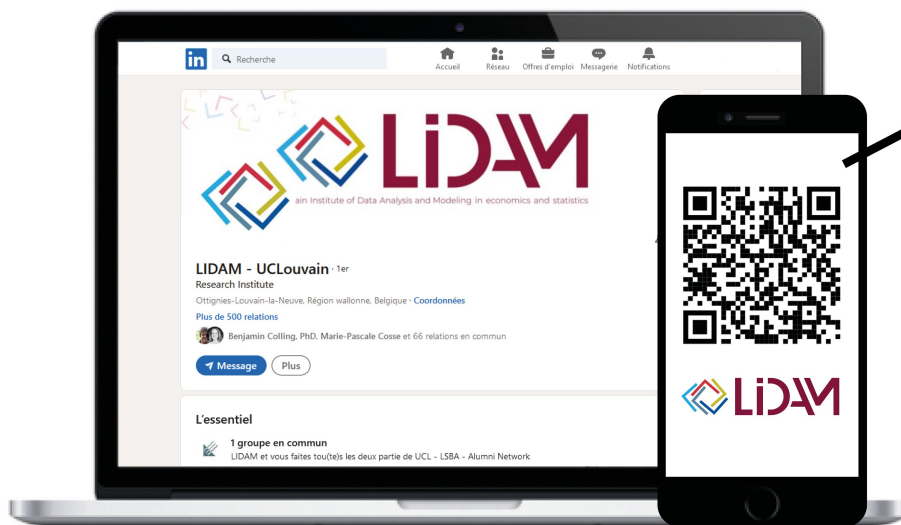 in
Recherche
Accueil
Réseau
Offres d'emploi
Messagerie
Notifications
LiDAM
ain Institute of Data Analysis and Modeling in economics and statistics
LIDAM - UCLouvain · 1er
Research Institute
Ottignies-Louvain-la-Neuve, Région wallonne, Belgique · Coordonnées
Plus de 500 relations
Benjamin Colling, PhD, Marie-Pascale Cosse et 66 relations en commun
Message
Plus
L'essentiel
1 groupe en commun
LIDAM et vous faites tou(te)s les deux partie de UCL - LSBA - Alumni Network
LiDAM